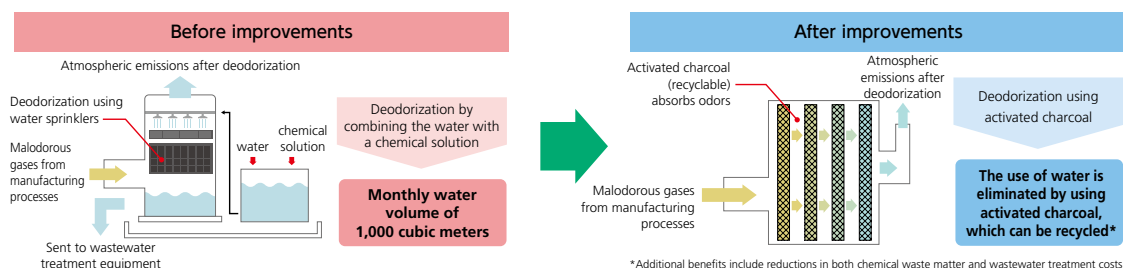 Before improvements
Atmospheric emissions after deodorization
Deodorization using
water sprinklers
Malodorous
gases from
manufacturing
processes
Sent to wastewater
treatment equipment
water
chemical
solution
Deodorization by
combining the water with
a chemical solution
Monthly water
volume of
1,000 cubic meters
After improvements
Activated charcoal
(recyclable)
absorbs odors
Atmospheric
emissions after
deodorization
Malodorous gases
from manufacturing
processes
Deodorization using
activated charcoal
The use of water is
eliminated by using
activated charcoal,
which can be recycled*
*Additional benefits include reductions in both chemical waste matter and wastewater treatment costs